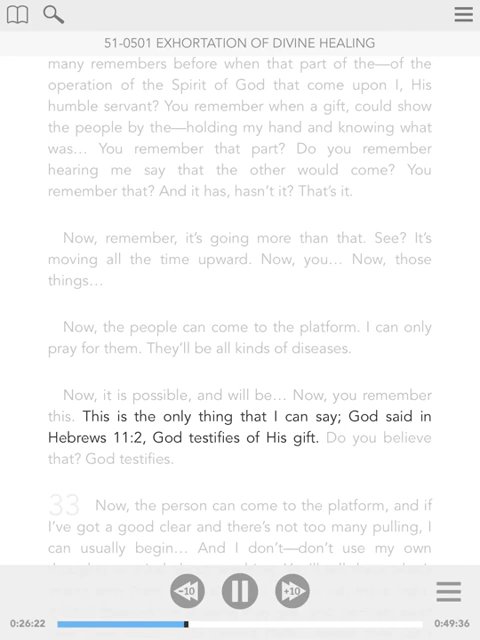 51-0501 EXHORTATION OF DIVINE HEALING
many remembers before when that part of the—of the
operation of the Spirit of God that come upon I, His
humble servant? You remember when a gift, could show
the people by the—holding my hand and knowing what
was… You remember that part? Do you remember
hearing me say that the other would come? You
remember that? And it has, hasn't it? That's it.
Now, remember, it's going more than that. See? It's
moving all the time upward. Now, you… Now, those
things…
Now, the people can come to the platform. I can only
pray for them. They'll be all kinds of diseases.
Now, it is possible, and will be… Now, you remember
this. This is the only thing that I can say; God said in
Hebrews 11:2, God testifies of His gift. Do you believe
that? God testifies.
33 Now, the person can come to the platform, and if
I've got a good clear and there's not too many pulling, I
can usually begin… And I don't—don't use my own
-10 +10
0:26:22 0:49:36